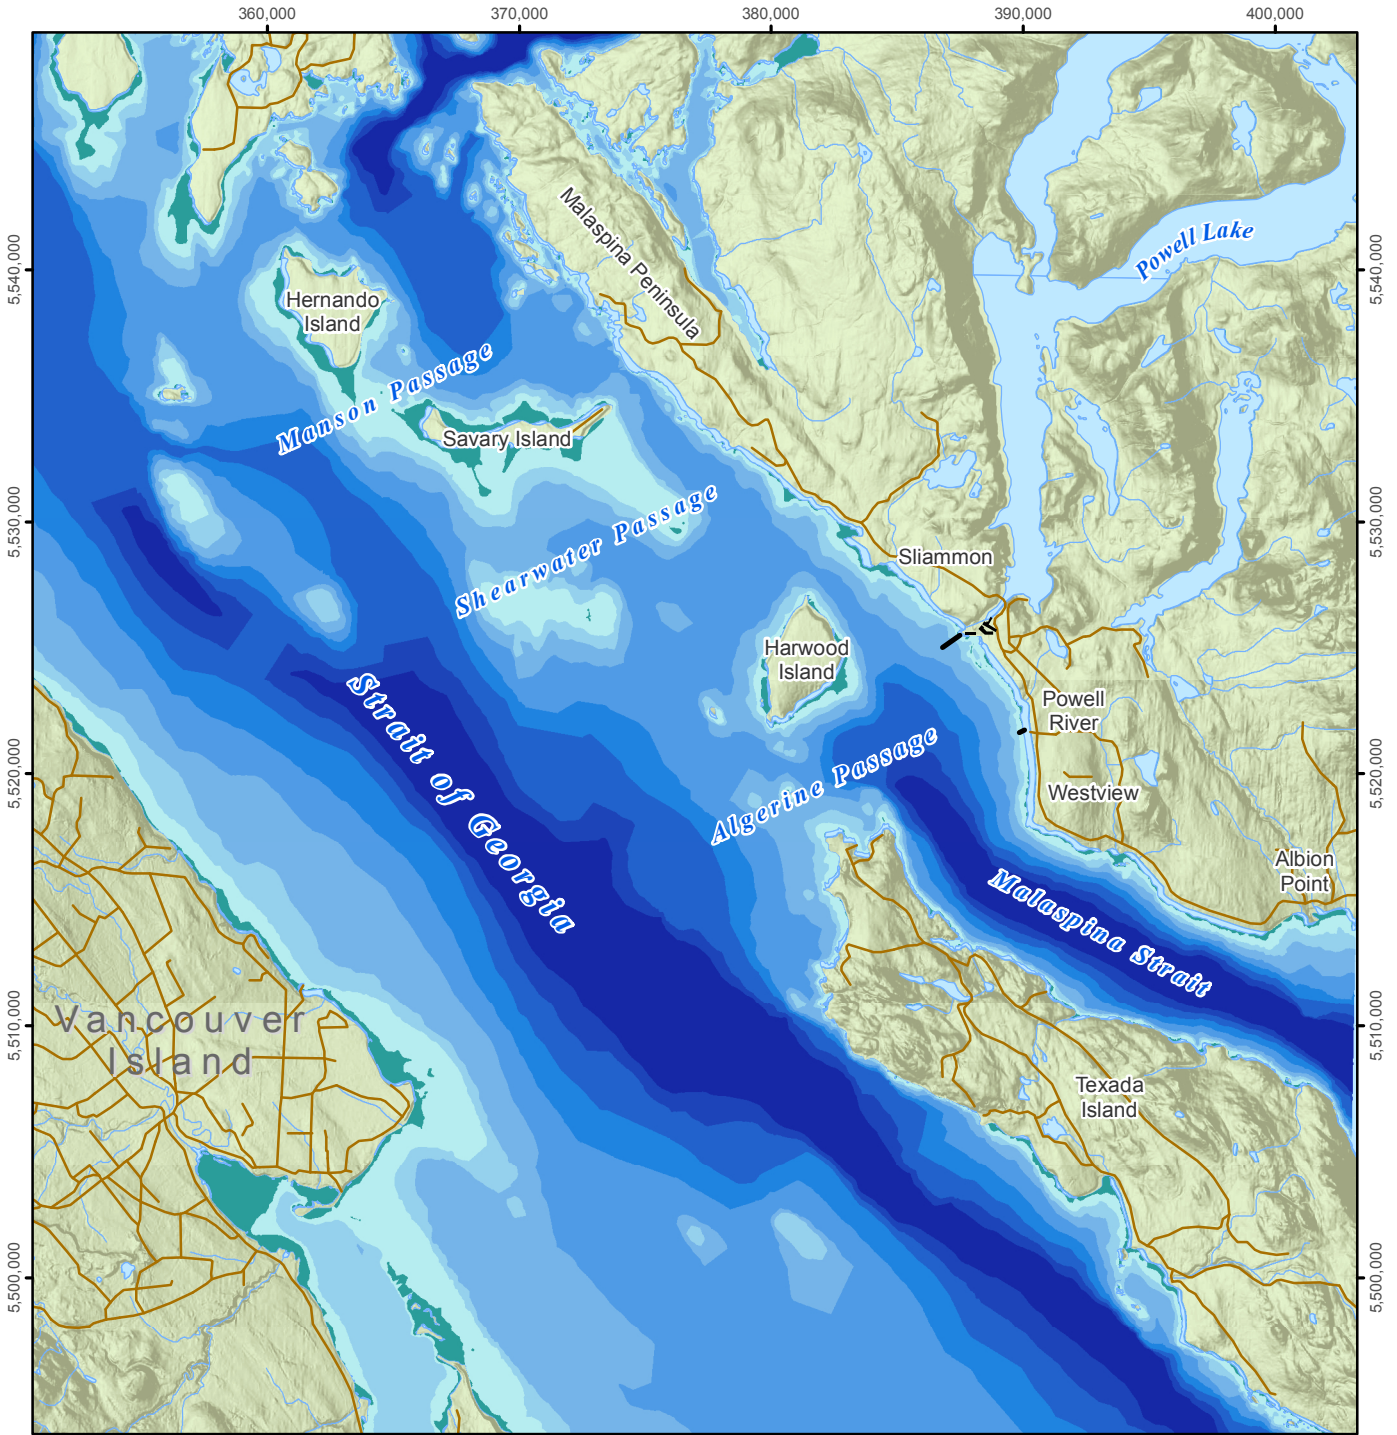 360,000
370,000
380,000
390,000
400,000
5,540,000
5,540,000
Powell Lake
Malaspina Peninsula
Hernando
Island
Manson Passage
Savary Island
5,530,000
5,530,000
Shearwater Passage
Sliammon
Harwood
Island
Strait of Georgia
Powell
River
Algerine Passage
5,520,000
5,520,000
Westview
Albion
Point
Malaspina Strait
5,510,000
5,510,000
Vancouver
Island
Texada
Island
5,500,000
5,500,000